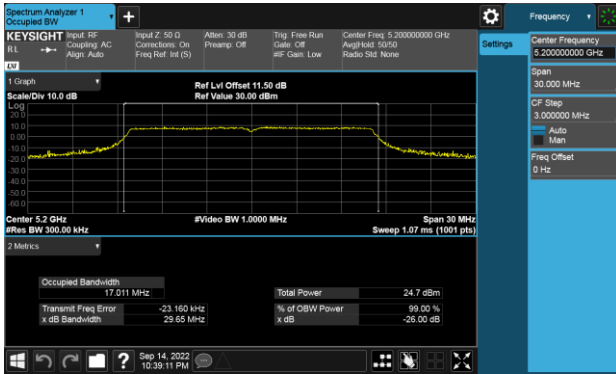 Spectrum Analyzer 1
Occupied BW
+
Frequency
KEYSIGHT
RL
Input: RF
Coupling: AC
Align: Auto
Input Z: 50 Ω
Corrections: On
Freq Ref: Int (S)
Atten: 30 dB
Preamp: Off
Trig: Free Run
Gate: Off
#IF Gain: Low
Center Freq: 5.200000000 GHz
Avg|Hold: 50/50
Radio Std: None
LXI
Settings
Center Frequency
5.200000000 GHz
Span
30.000 MHz
CF Step
3.000000 MHz
Auto
Man
Freq Offset
0 Hz
1 Graph
Scale/Div 10.0 dB
Ref Lvl Offset 11.50 dB
Ref Value 30.00 dBm
Log
20.0
10.0
0.00
-10.0
-20.0
-30.0
-40.0
-50.0
-60.0
Center 5.2 GHz
#Video BW 1.0000 MHz
Span 30 MHz
#Res BW 300.00 kHz
Sweep 1.07 ms (1001 pts)
2 Metrics
Occupied Bandwidth
17.011 MHz
Total Power 24.7 dBm
Transmit Freq Error -23.160 kHz
% of OBW Power 99.00 %
x dB Bandwidth 29.65 MHz
x dB -26.00 dB
?
Sep 14, 2022
10:39:11 PM